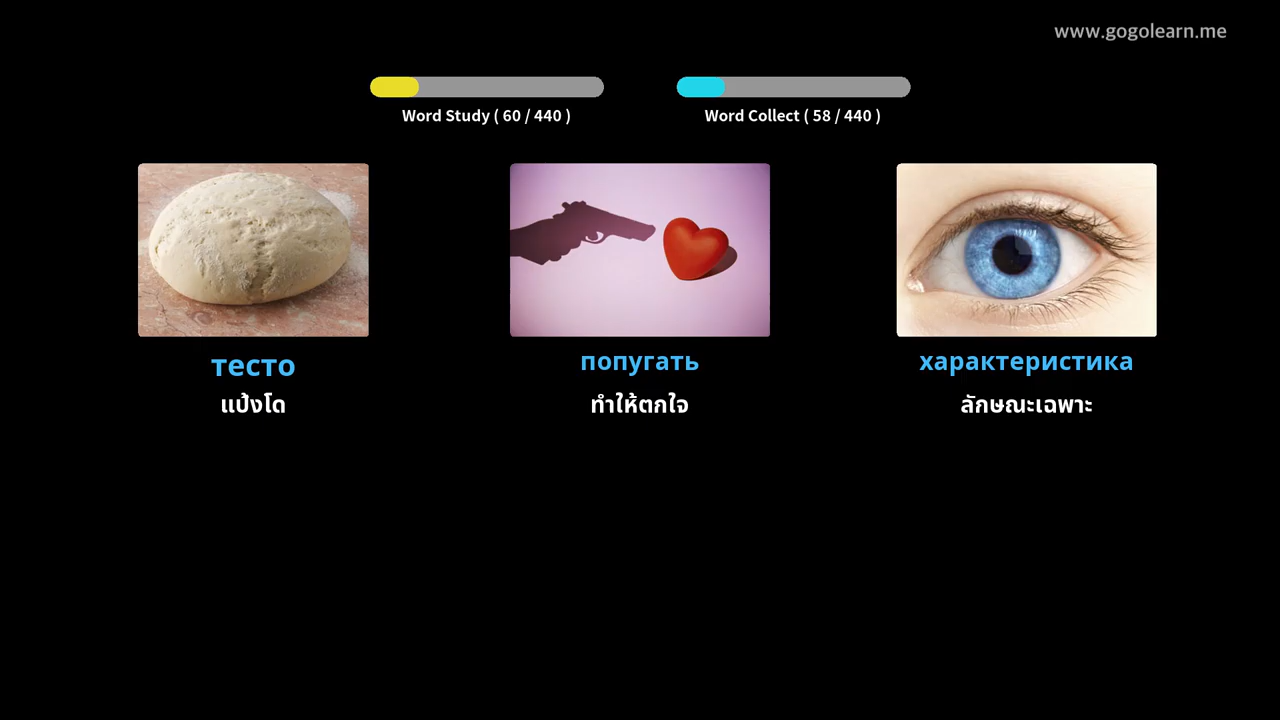 www.gogolearn.me
Word Study ( 60 / 440 )
Word Collect ( 58 / 440 )
тесто
попугать
характеристика
แป้งโด
ทำให้ตกใจ
ลักษณะเฉพาะ